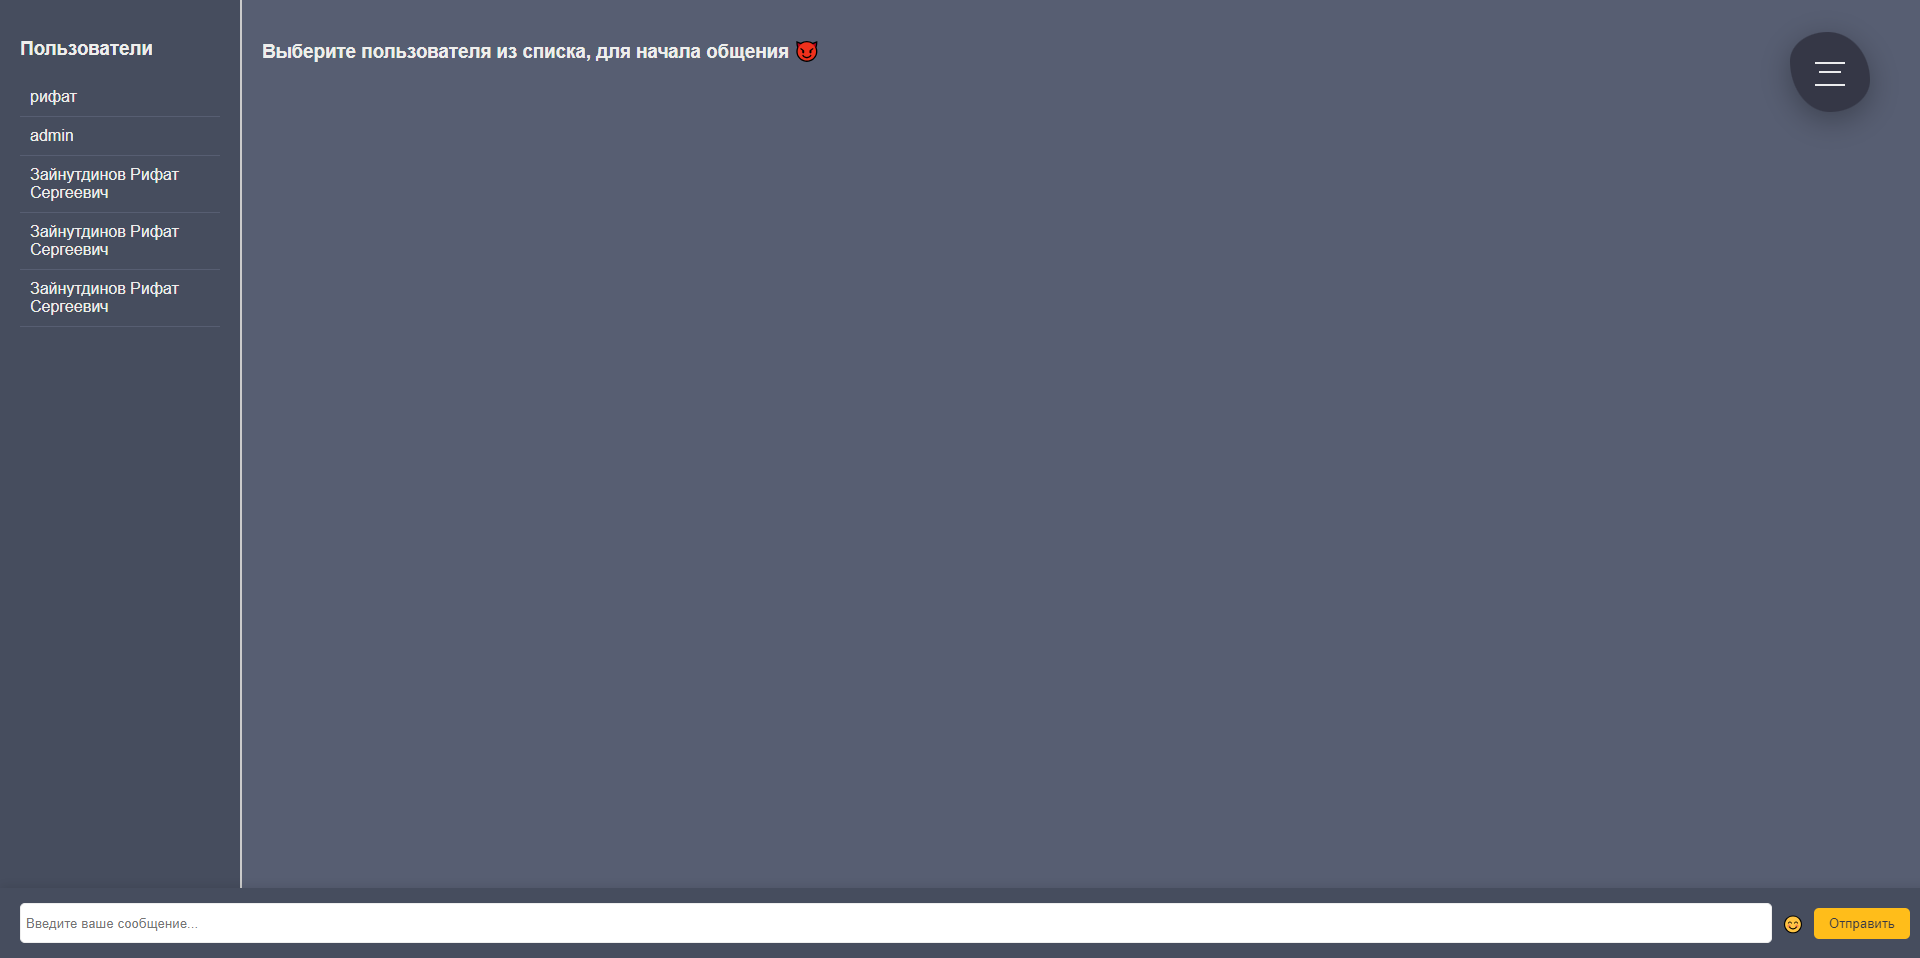 Пользователи
рифат
admin
Зайнутдинов Рифат
Сергеевич
Зайнутдинов Рифат
Сергеевич
Зайнутдинов Рифат
Сергеевич
Выберите пользователя из списка, для начала общения 😈
Введите ваше сообщение...
😊
Отправить